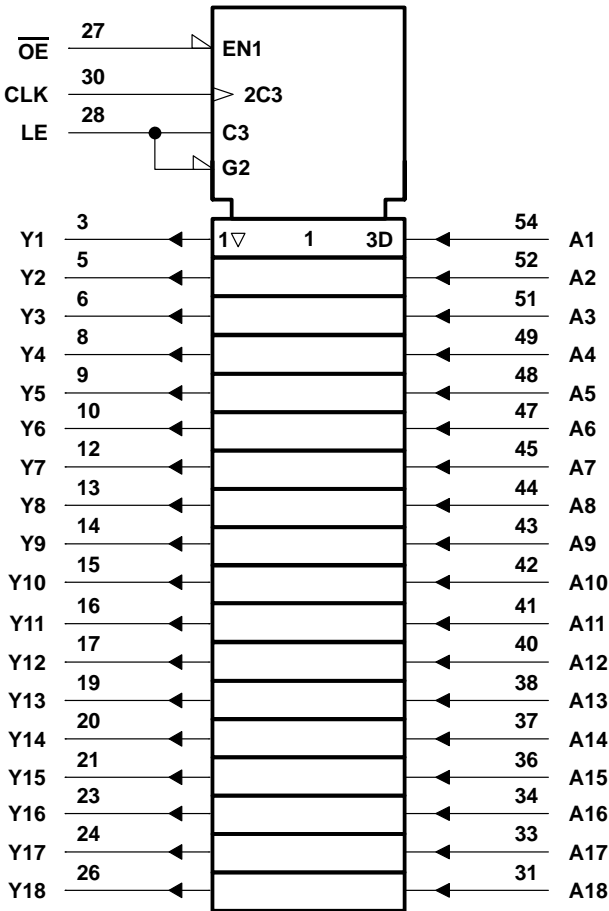 27
OE EN1
30
CLK 2C3
28
LE C3
G2
3 54
Y1 1▽ 1 3D A1
5 52
Y2 A2
6 51
Y3 A3
8 49
Y4 A4
9 48
Y5 A5
10 47
Y6 A6
12 45
Y7 A7
13 44
Y8 A8
14 43
Y9 A9
15 42
Y10 A10
16 41
Y11 A11
17 40
Y12 A12
19 38
Y13 A13
20 37
Y14 A14
21 36
Y15 A15
23 34
Y16 A16
24 33
Y17 A17
26 31
Y18 A18